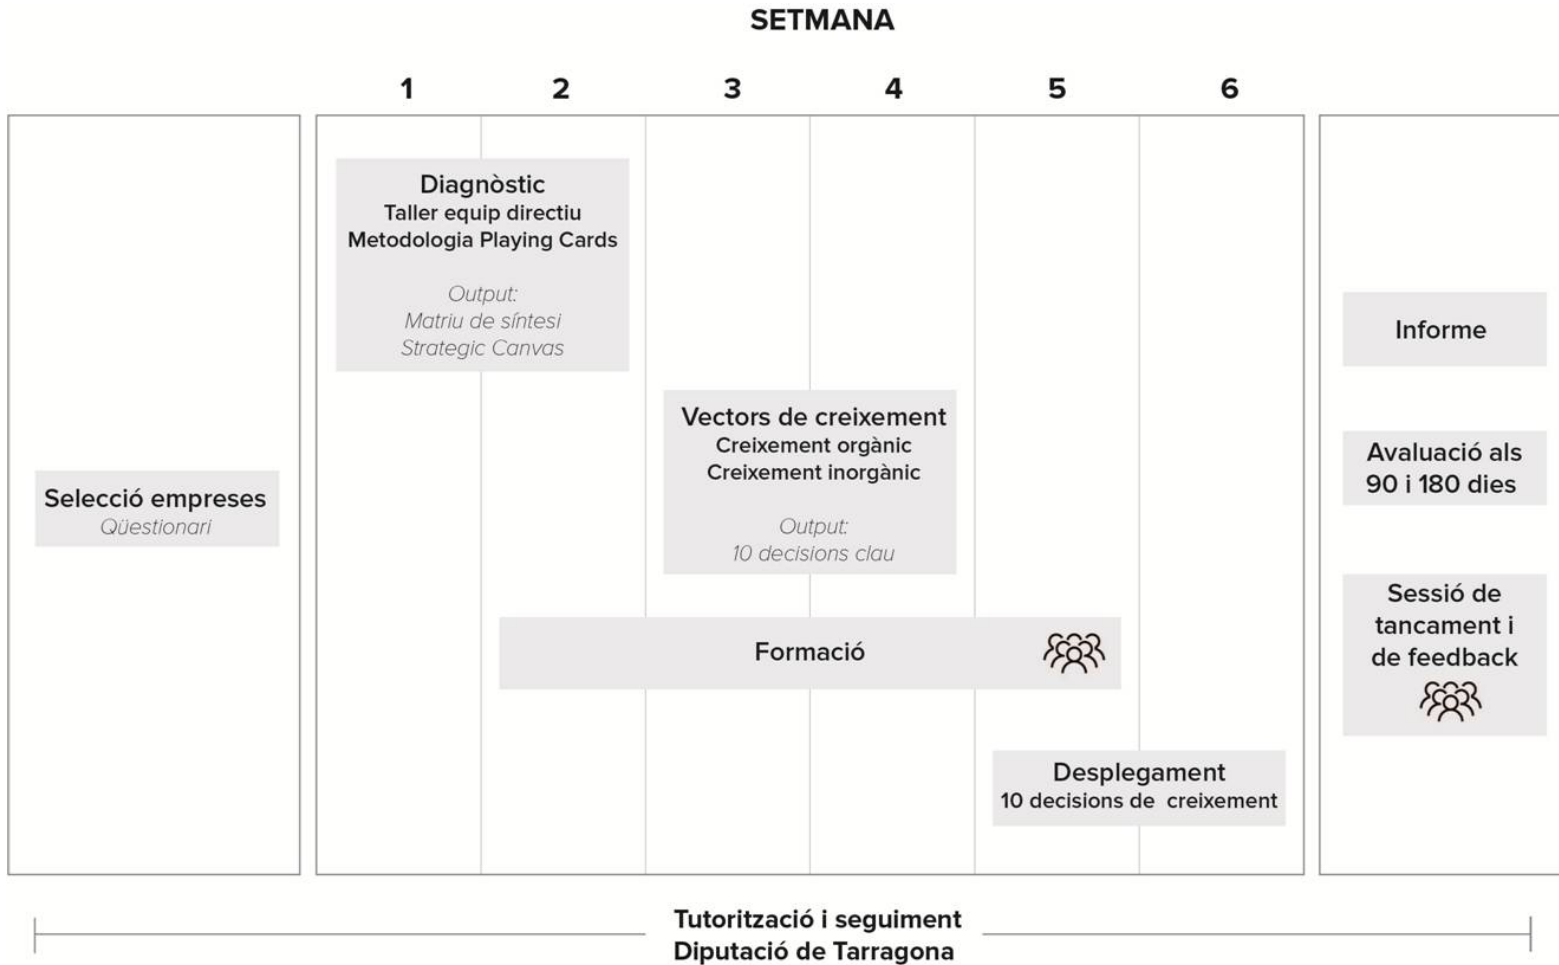 SETMANA
1 2 3 4 5 6
Selecció empreses
Qüestionari
Diagnòstic
Taller equip directiu
Metodologia Playing Cards
Output:
Matriu de síntesi
Strategic Canvas
Vectors de creixement
Creixement orgànic
Creixement inorgànic
Output:
10 decisions clau
Formació
Desplegament
10 decisions de creixement
Informe
Avaluació als
90 i 180 dies
Sessió de
tancament i
de feedback
Tutorització i seguiment
Diputació de Tarragona